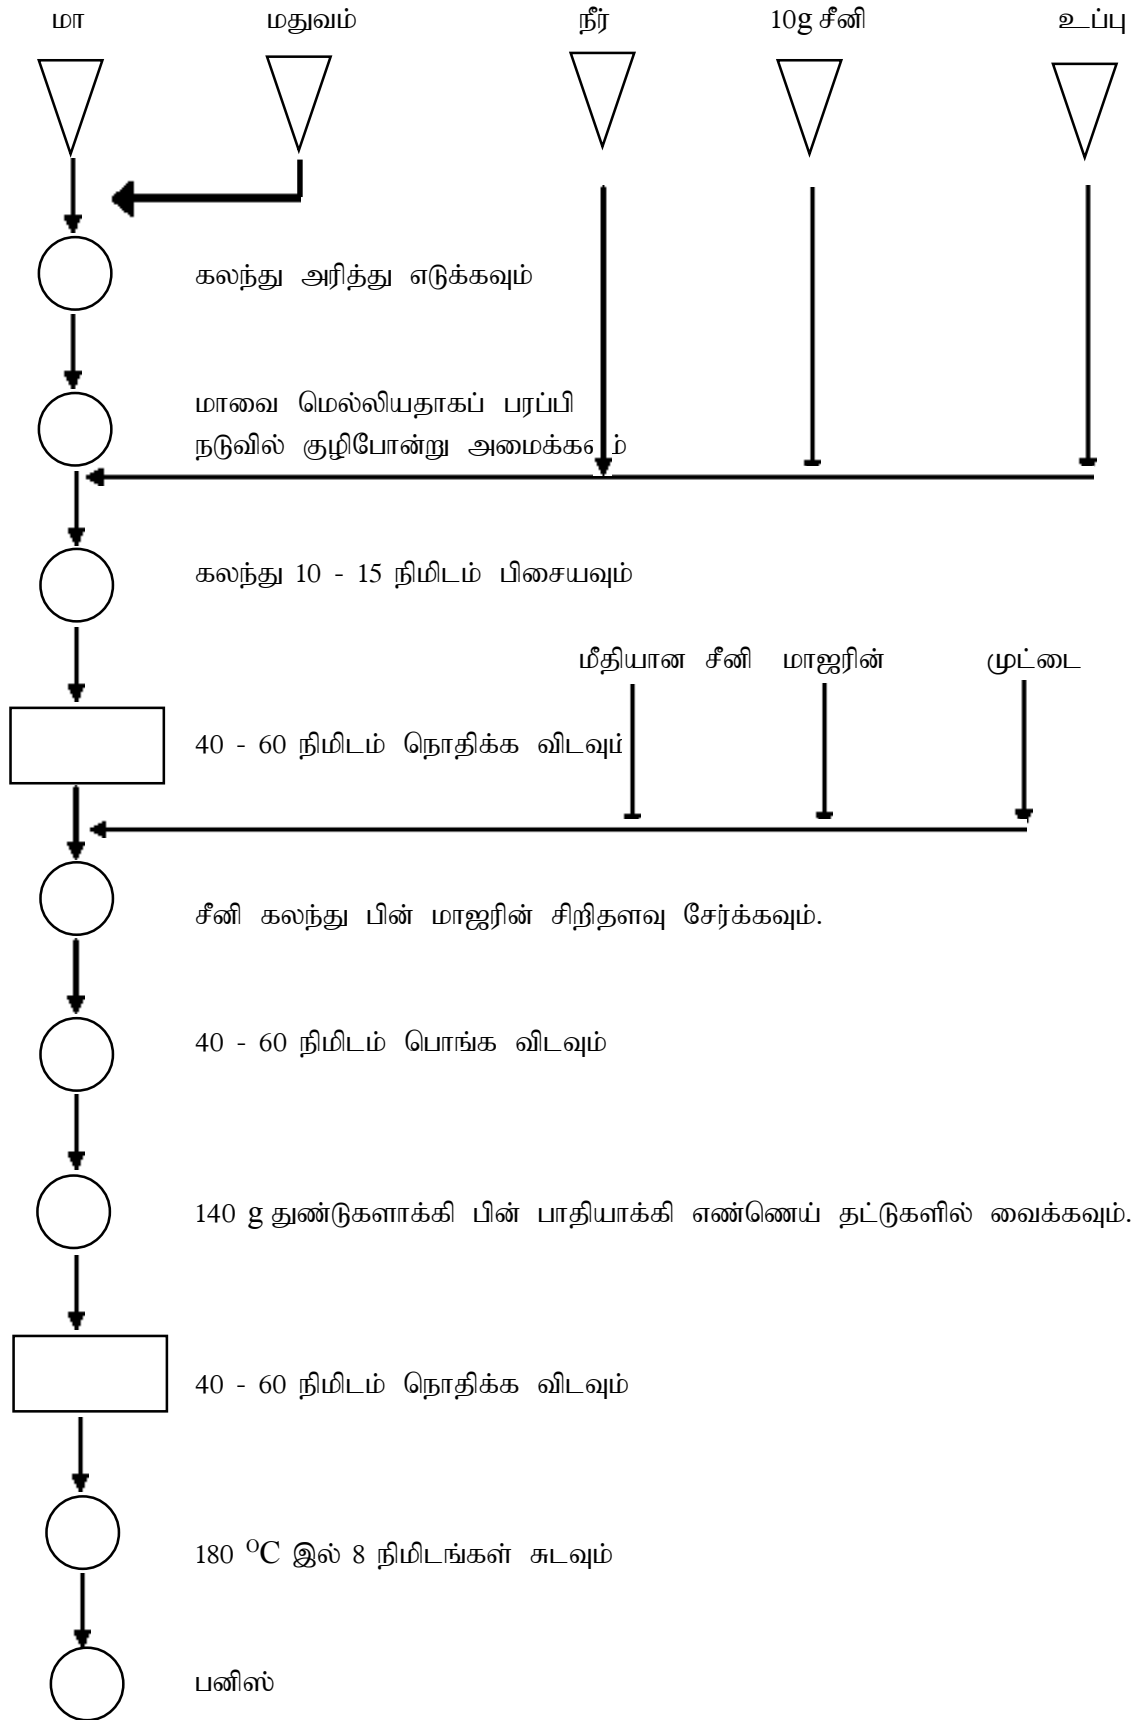 மா மதுவம் நீர் 10g சீனி உப்பு
கலந்து அரித்து எடுக்கவும்
மாவை மெல்லியதாகப் பரப்பி
நடுவில் குழிபோன்று
கலந்து 10 - 15 நிமிடம் பிசையவும்
மீதியான சீனி மாஜரின் முட்டை
40 - 60 நிமிடம் நொதிக்க விடவும்
சீனி கலந்து பின் மாஜரின் சிறிதளவு சேர்க்கவும்.
40 - 60 நிமிடம் பொங்க விடவும்
140 g துண்டுகளாக்கி பின் பாதியாக்கி எண்ணெய் தட்டுகளில் வைக்கவும்.
40 - 60 நிமிடம் நொதிக்க விடவும்
180 ᴼC இல் 8 நிமிடங்கள் சுடவும்
பனிஸ்